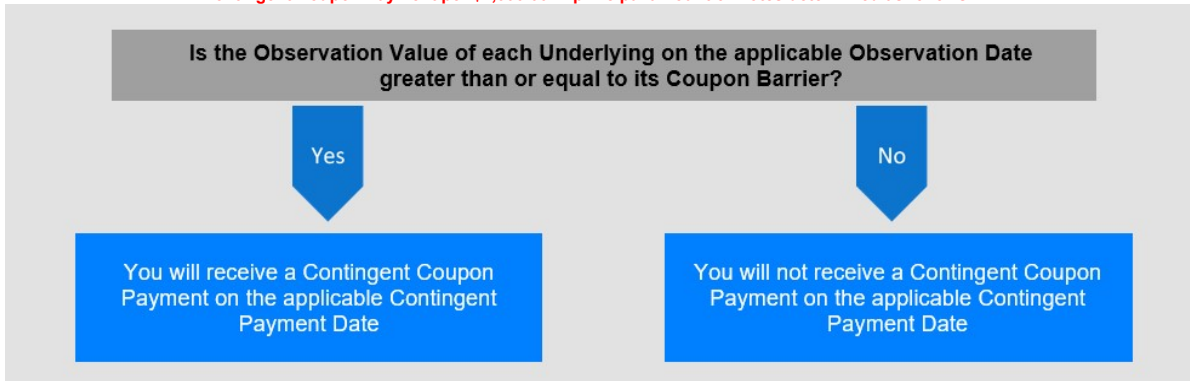 Is the Observation Value of each Underlying on the applicable Observation Date
greater than or equal to its Coupon Barrier?
Yes
No
You will receive a Contingent Coupon
Payment on the applicable Contingent
Payment Date
You will not receive a Contingent Coupon
Payment on the applicable Contingent
Payment Date